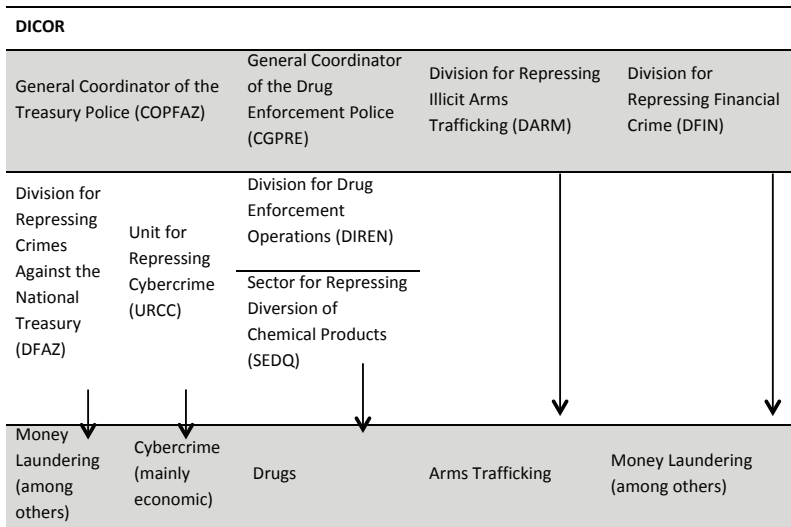 DICOR
General Coordinator of the
Treasury Police (COPFAZ)
General Coordinator
of the Drug
Enforcement Police
(CGPRE)
Division for Repressing
Illicit Arms
Trafficking (DARM)
Division for
Repressing Financial
Crime (DFIN)
Division for
Repressing
Crimes
Against the
National
Treasury
(DFAZ)
Unit for
Repressing
Cybercrime
(URCC)
Division for Drug
Enforcement
Operations (DIREN)
Sector for Repressing
Diversion of
Chemical Products
(SEDQ)
Money
Laundering
(among
others)
Cybercrime
(mainly
economic)
Drugs
Arms Trafficking
Money Laundering
(among others)